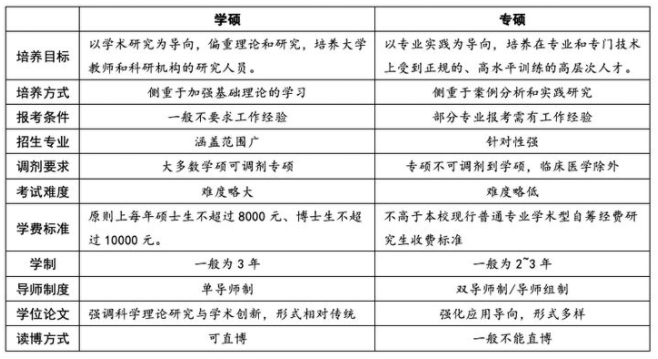 学硕 专硕
培养目标 以学术研究为导向，偏重理论和研究，培养大学教师和科研机构的研究人员。 以专业实践为导向，培养在专业和专门技术上受到正规的、高水平训练的高层次人才。
培养方式 侧重于加强基础理论的学习 侧重于案例分析和实践研究
报考条件 一般不要求工作经验 部分专业报考需有工作经验
招生专业 涵盖范围广 针对性强
调剂要求 大多数学硕可调剂专硕 专硕不可调剂到学硕，临床医学除外
考试难度 难度略大 难度略低
学费标准 原则上每年硕士生不超过 8000 元、博士生不超过 10000 元。 不高于本校现行普通专业学术型自筹经费研究生收费标准
学制 一般为 3 年 一般为 2~3 年
导师制度 单导师制 双导师制/导师组制
学位论文 强调科学理论研究与学术创新，形式相对传统 强化应用导向，形式多样
读博方式 可直博 一般不能直博